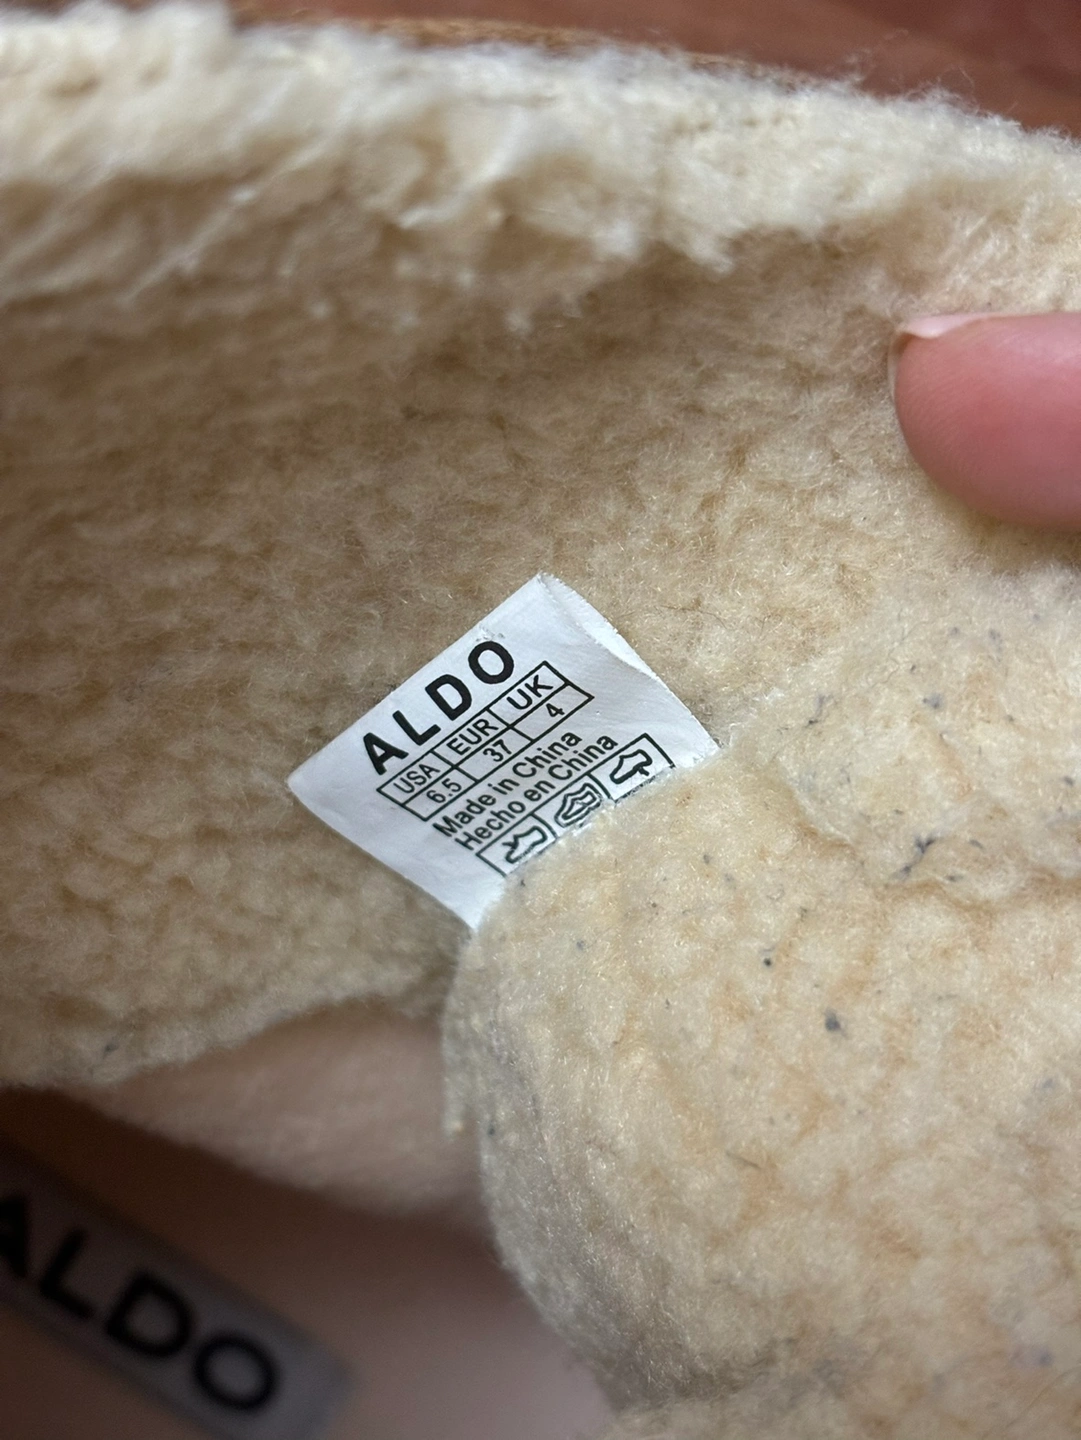 ALDO
USA EUR UK
6.5 37 4
Made in China
Hecho en China
ALDO